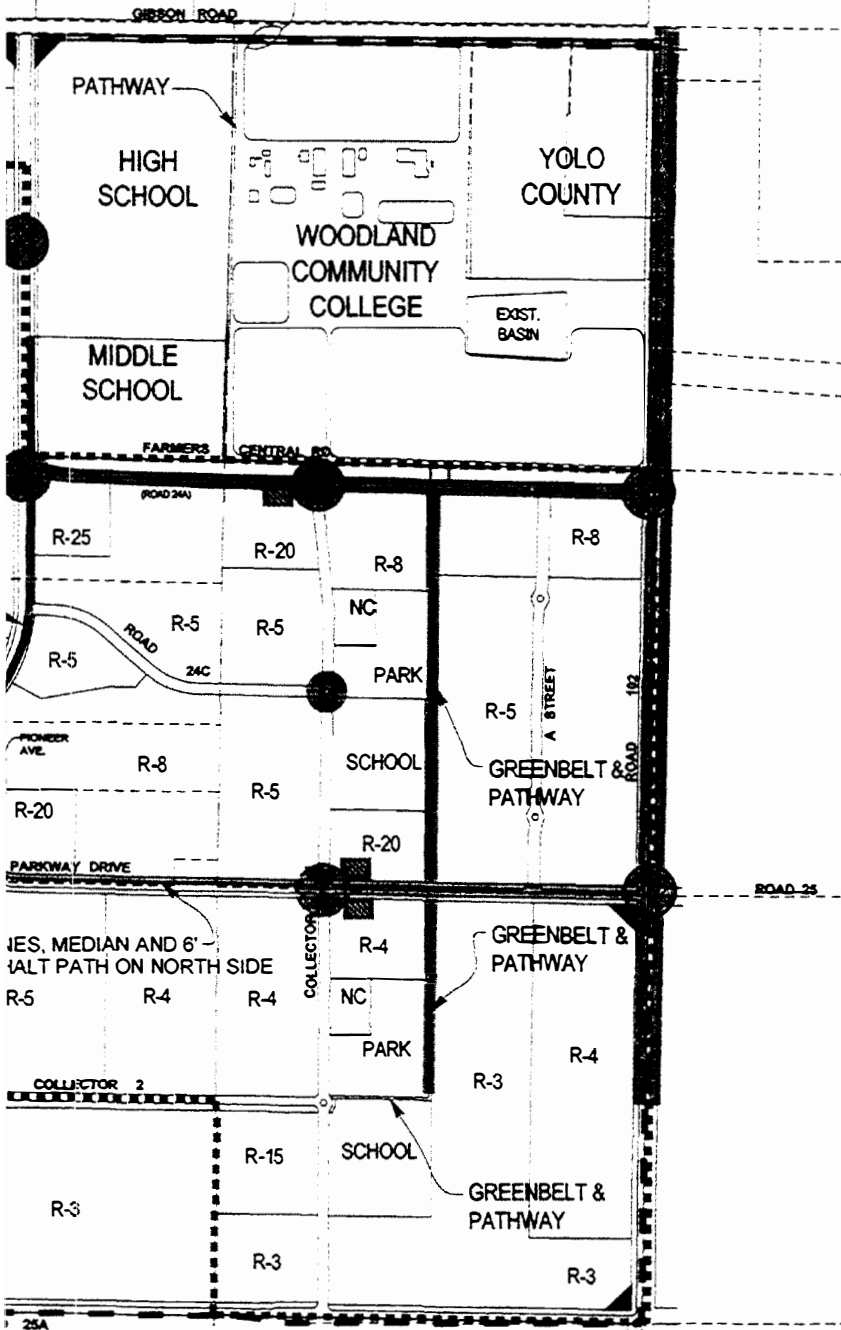 GIBSON ROAD
PATHWAY
HIGH
SCHOOL
YOLO
COUNTY
WOODLAND
COMMUNITY
COLLEGE
EXIST.
BASIN
MIDDLE
SCHOOL
FARMERS CENTRAL RD.
(ROAD 24A)
R-25
R-20
R-8
R-8
NC
R-5
R-5
R-5
ROAD
24C
PARK
R-5
A STREET
ROAD 102
PIONEER
AVE.
R-8
R-5
SCHOOL
GREENBELT &
PATHWAY
R-20
R-20
PARKWAY DRIVE
ROAD 25
NES, MEDIAN AND 6'
HALT PATH ON NORTH SIDE
COLLECTOR
R-4
GREENBELT &
PATHWAY
R-5
R-4
R-4
NC
PARK
R-3
R-4
COLLECTOR 2
R-15
SCHOOL
R-3
GREENBELT &
PATHWAY
R-3
R-3
25A